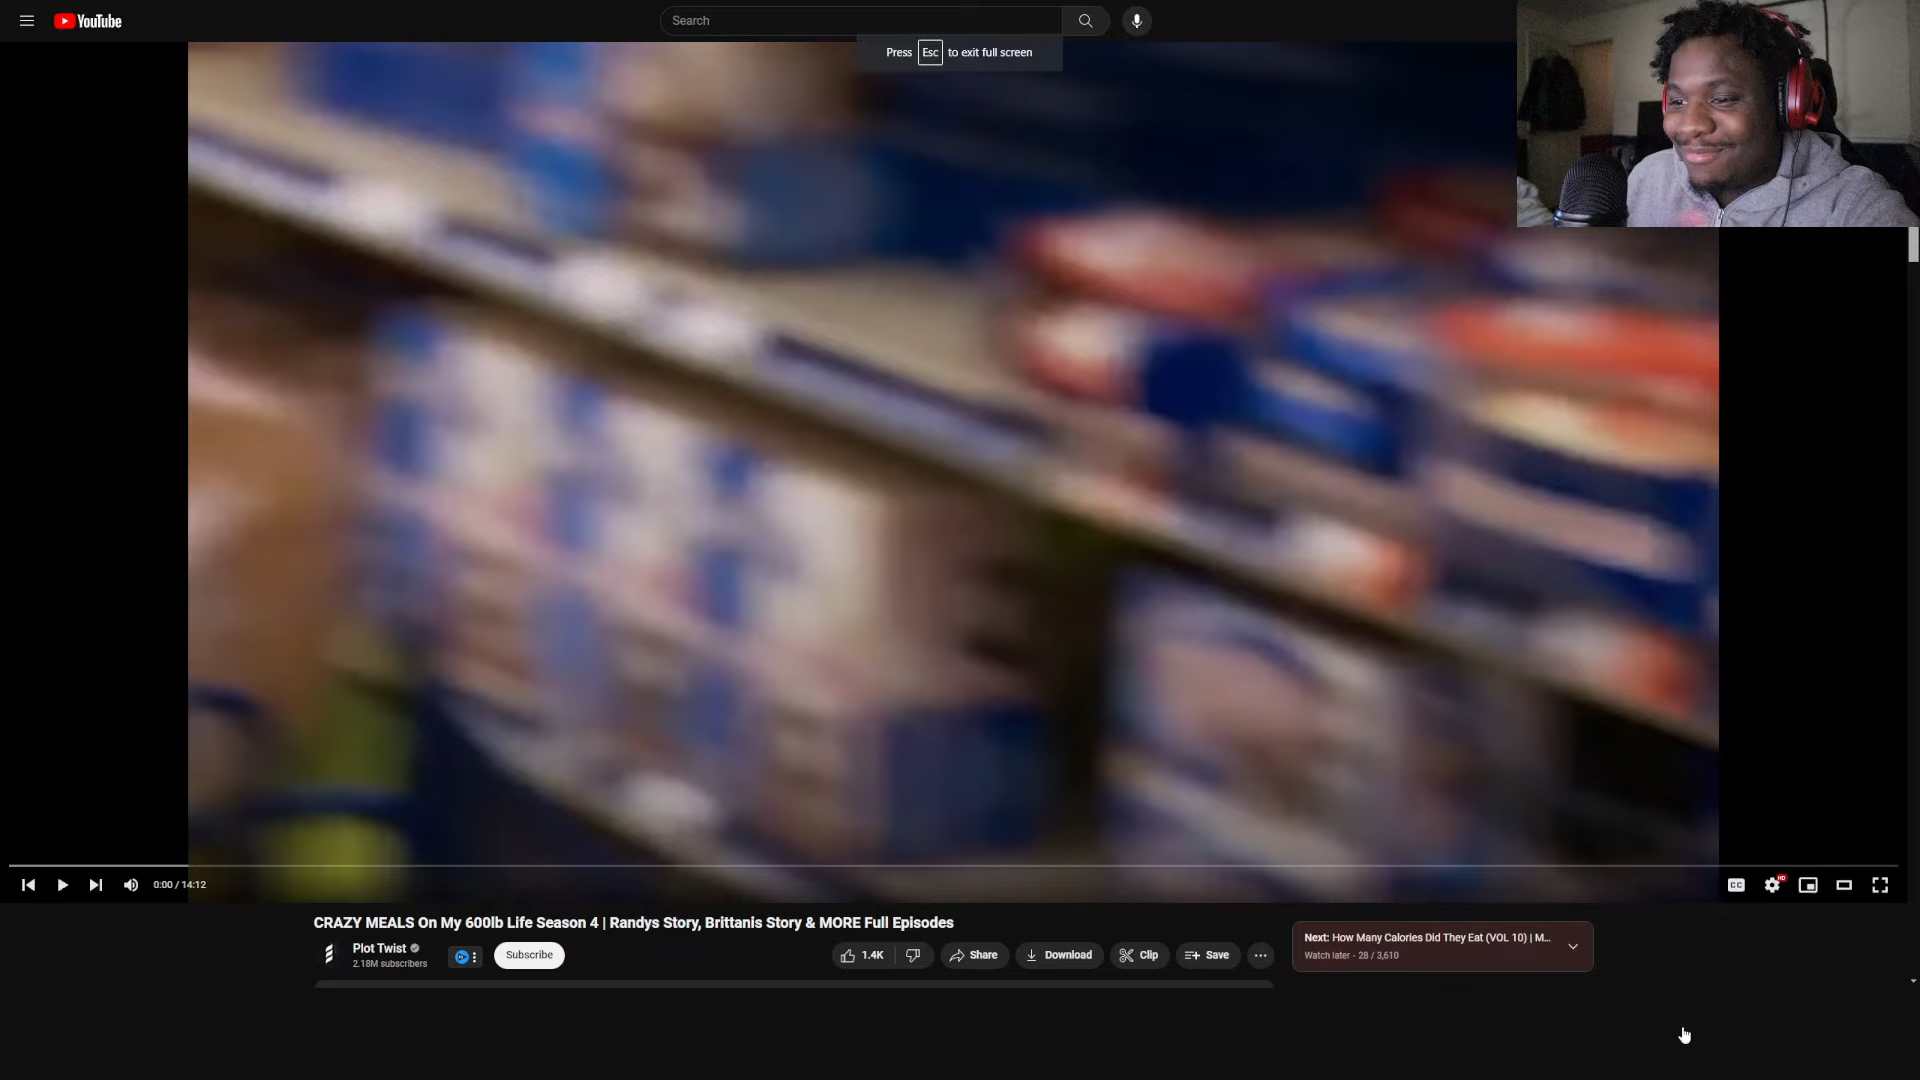 YouTube
Search
Press Esc to exit full screen
0:00 / 14:12
CC
HD
CRAZY MEALS On My 600lb Life Season 4 | Randys Story, Brittanis Story & MORE Full Episodes
Plot Twist
2.18M subscribers
Subscribe
1.4K
Share
Download
Clip
Save
Next: How Many Calories Did They Eat (VOL 10) | M...
Watch later - 28 / 3,610